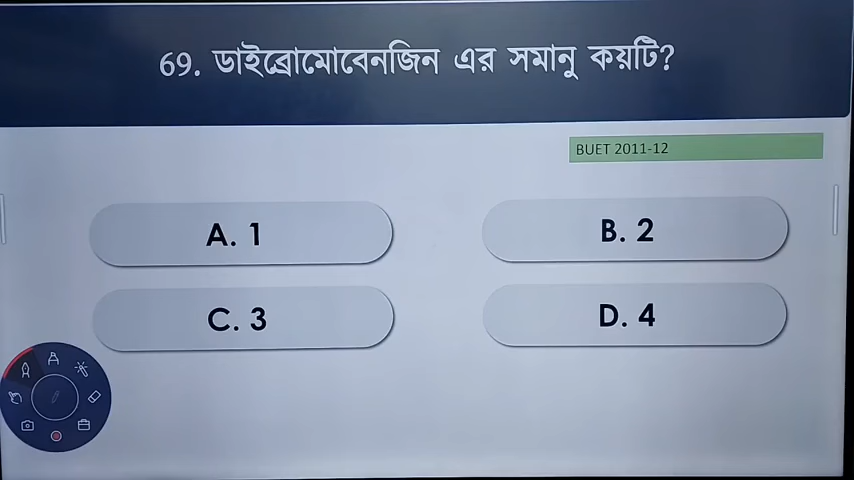 69. ডাইব্রোমোবেনজিন এর সমানু কয়টি?
BUET 2011-12
A. 1
B. 2
C. 3
D. 4